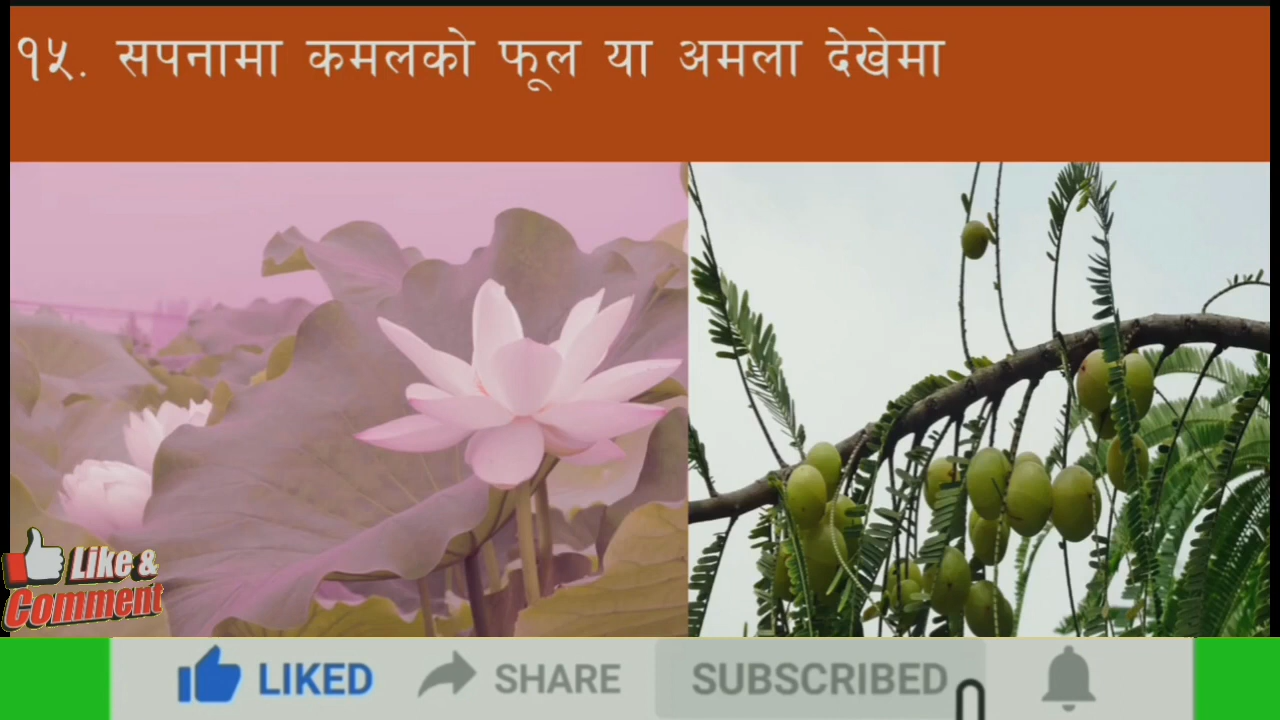 १५. सपनामा कमलको फूल या अमला देखेमा
Like &
Comment
LIKED SHARE SUBSCRIBED